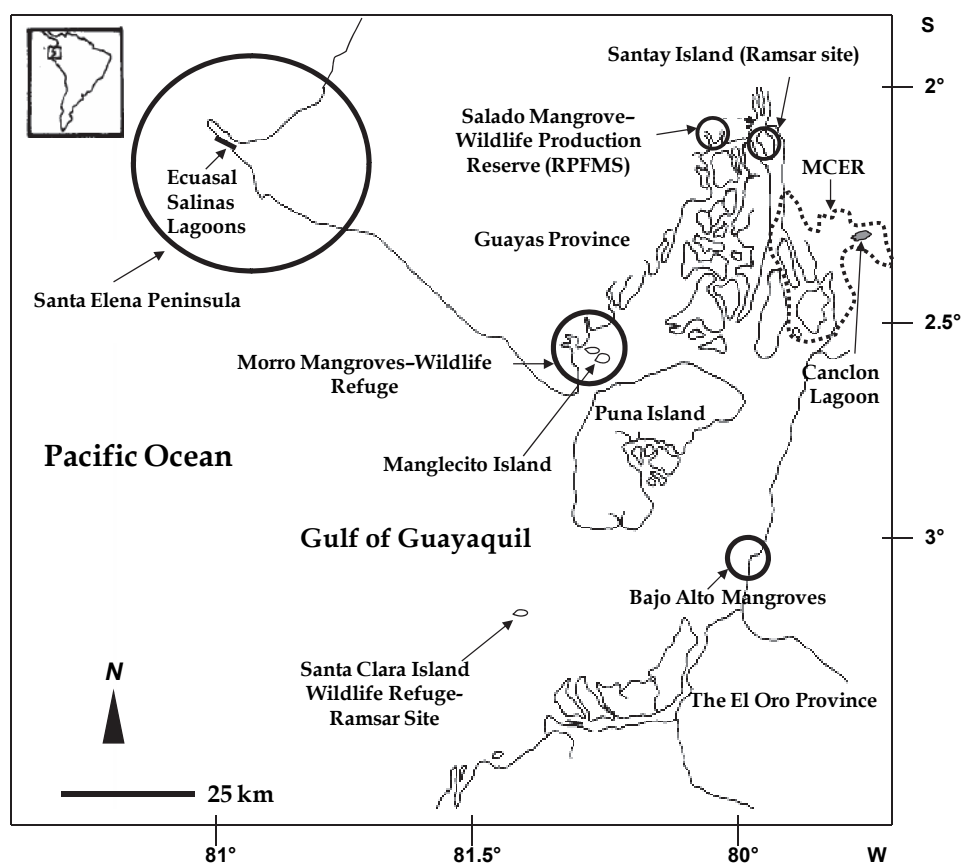 S
Santay Island (Ramsar site)
2°
Salado Mangrove–
Wildlife Production
Reserve (RPFMS)
MCER
Ecuasal
Salinas
Lagoons
Guayas Province
Santa Elena Peninsula
2.5°
Morro Mangroves–Wildlife
Refuge
Canclon
Lagoon
Puna Island
Pacific Ocean
Manglecito Island
Gulf of Guayaquil
3°
Bajo Alto Mangroves
Santa Clara Island
Wildlife Refuge-
Ramsar Site
N
The El Oro Province
25 km
81°
81.5°
80°
W